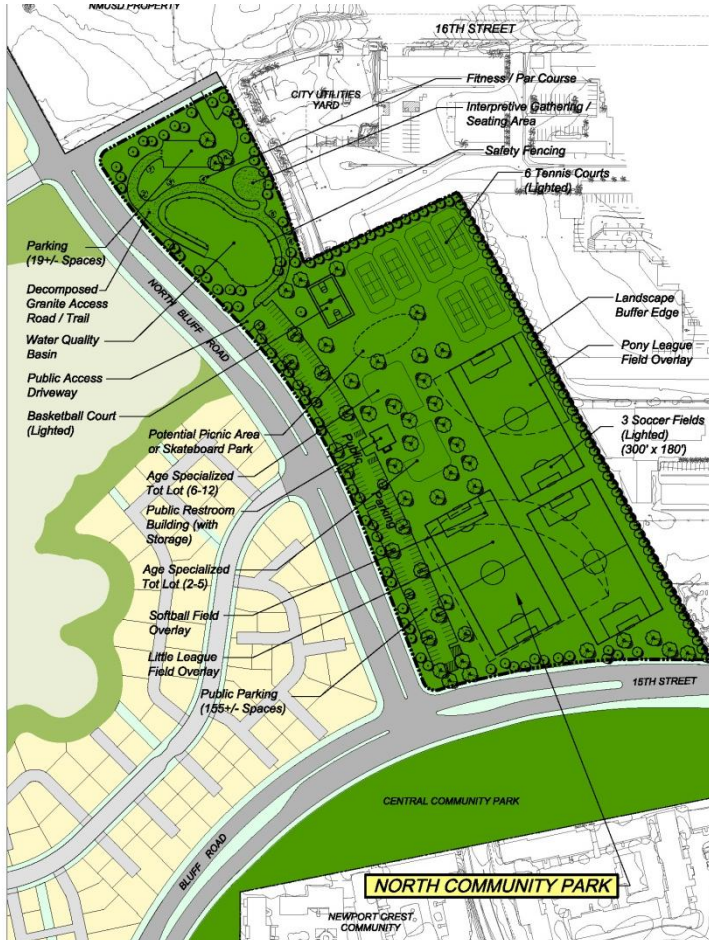 NMUSD PROPERTY
16TH STREET
CITY UTILITIES
YARD
Fitness / Par Course
Interpretive Gathering /
Seating Area
Safety Fencing
6 Tennis Courts
(Lighted)
Parking
(19+/- Spaces)
Decomposed
Granite Access
Road / Trail
Water Quality
Basin
Public Access
Driveway
Basketball Court
(Lighted)
NORTH BLUFF ROAD
Landscape
Buffer Edge
Pony League
Field Overlay
3 Soccer Fields
(Lighted)
(300' x 180')
Potential Picnic Area
or Skateboard Park
Age Specialized
Tot Lot (6-12)
Public Restroom
Building (with
Storage)
Public Parking
Age Specialized
Tot Lot (2-5)
Softball Field
Overlay
Little League
Field Overlay
Public Parking
(155+/- Spaces)
15TH STREET
CENTRAL COMMUNITY PARK
BLUFF ROAD
NORTH COMMUNITY PARK
NEWPORT CREST
COMMUNITY